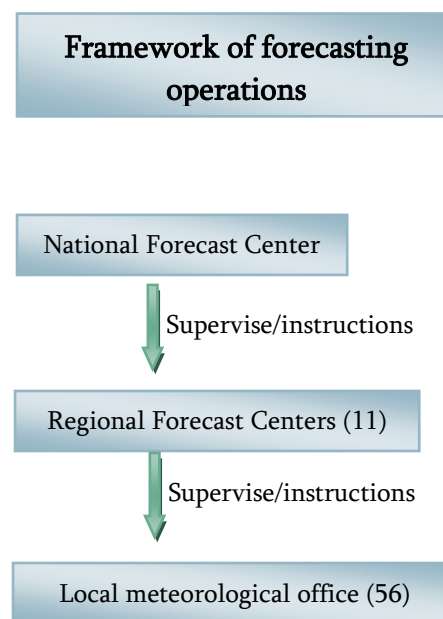 Framework of forecasting
operations
National Forecast Center
Supervise/instructions
Regional Forecast Centers (11)
Supervise/instructions
Local meteorological office (56)